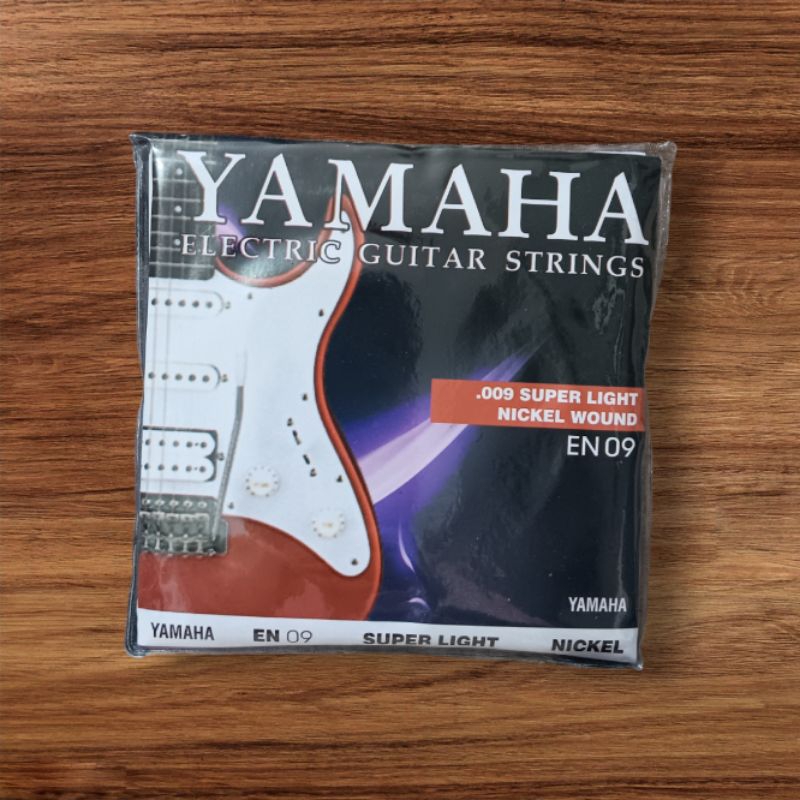 YAMAHA
ELECTRIC GUITAR STRINGS
.009 SUPER LIGHT
NICKEL WOUND
EN 09
YAMAHA
YAMAHA EN 09 SUPER LIGHT NICKEL